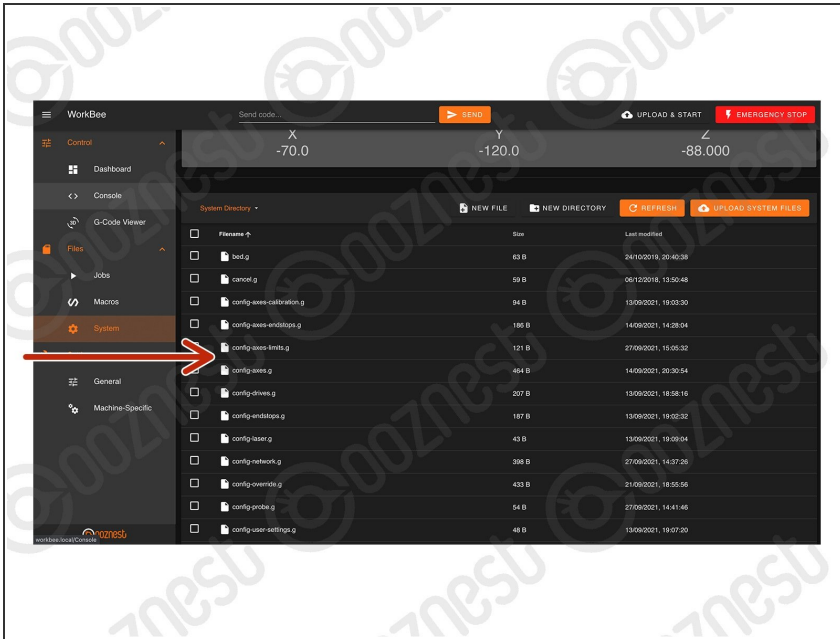 WorkBee Send code... SEND UPLOAD & START EMERGENCY STOP
X Y Z
-70.0 -120.0 -88.000
Control
Dashboard
Console
G-Code Viewer
Files
Jobs
Macros
System
General
Machine-Specific
System Directory NEW FILE NEW DIRECTORY REFRESH UPLOAD SYSTEM FILES
Filename Size Last modified
bed.g 63 B 24/10/2019, 20:40:38
cancel.g 59 B 06/12/2018, 13:50:48
config-axes-calibration.g 94 B 13/09/2021, 19:03:30
config-axes-endstops.g 186 B 14/09/2021, 14:28:04
config-axes-limits.g 121 B 27/09/2021, 15:05:32
config-axes.g 464 B 14/09/2021, 20:30:54
config-drives.g 207 B 13/09/2021, 18:58:16
config-endstops.g 187 B 13/09/2021, 19:02:32
config-laser.g 43 B 13/09/2021, 19:09:04
config-network.g 398 B 27/09/2021, 14:37:26
config-override.g 433 B 21/09/2021, 18:55:56
config-probe.g 54 B 27/09/2021, 14:41:46
config-user-settings.g 48 B 13/09/2021, 19:07:20
ooznest
workbee.local/Console